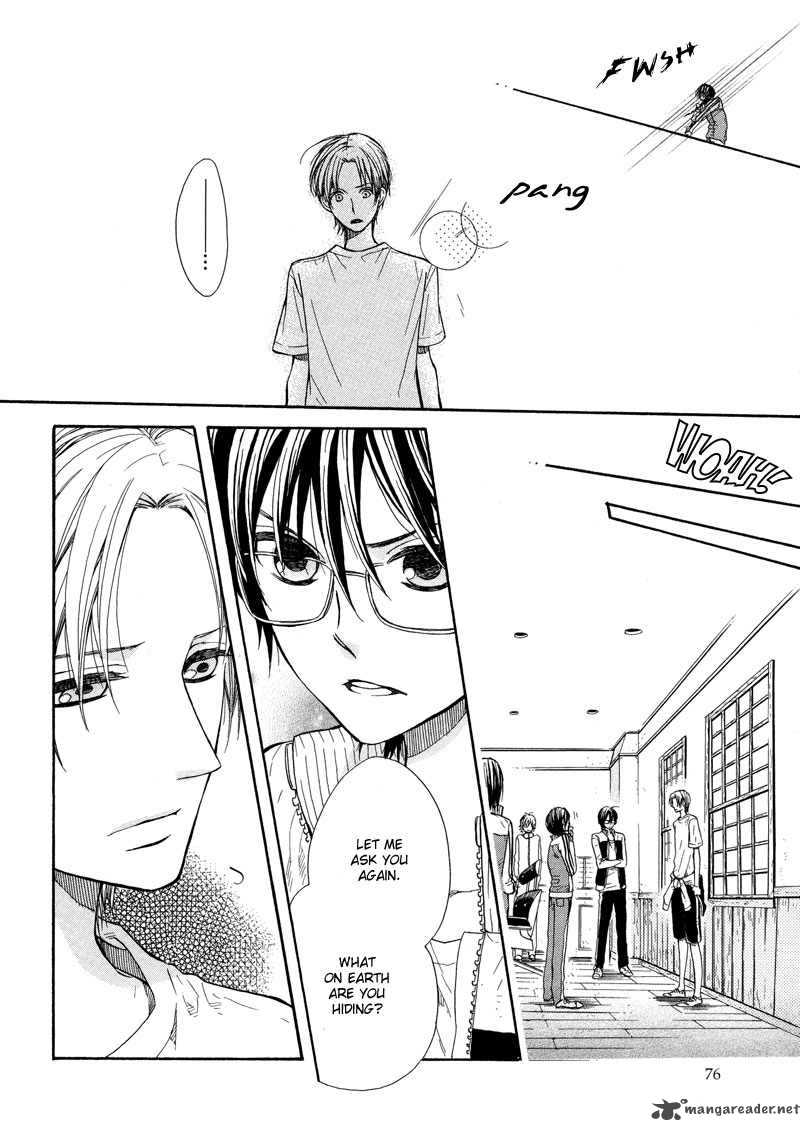 FWSH
pang
........
WOAH!
LET ME
ASK YOU
AGAIN.
WHAT
ON EARTH
ARE YOU
HIDING?
76
mangareader.net